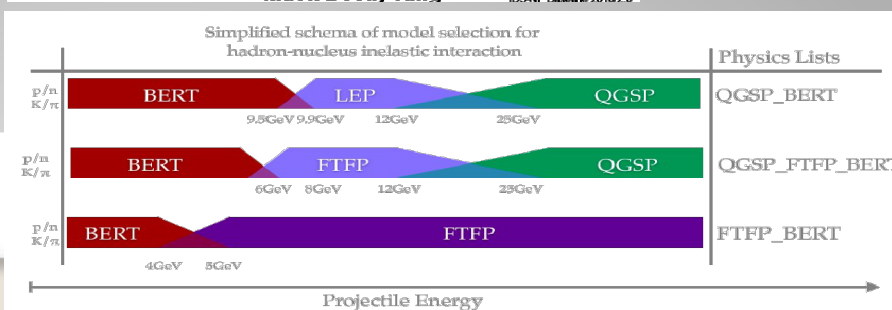 Simplified schema of model selection for
hadron-nucleus inelastic interaction
Physics Lists
p/n
K/π
BERT
LEP
QGSP
QGSP_BERT
9.5GeV 9.9GeV 12GeV 25GeV
p/n
K/π
BERT
FTFP
QGSP
QGSP_FTFP_BERT
6GeV 8GeV 12GeV 25GeV
p/n
K/π
BERT
FTFP
FTFP_BERT
4GeV 5GeV
Projectile Energy